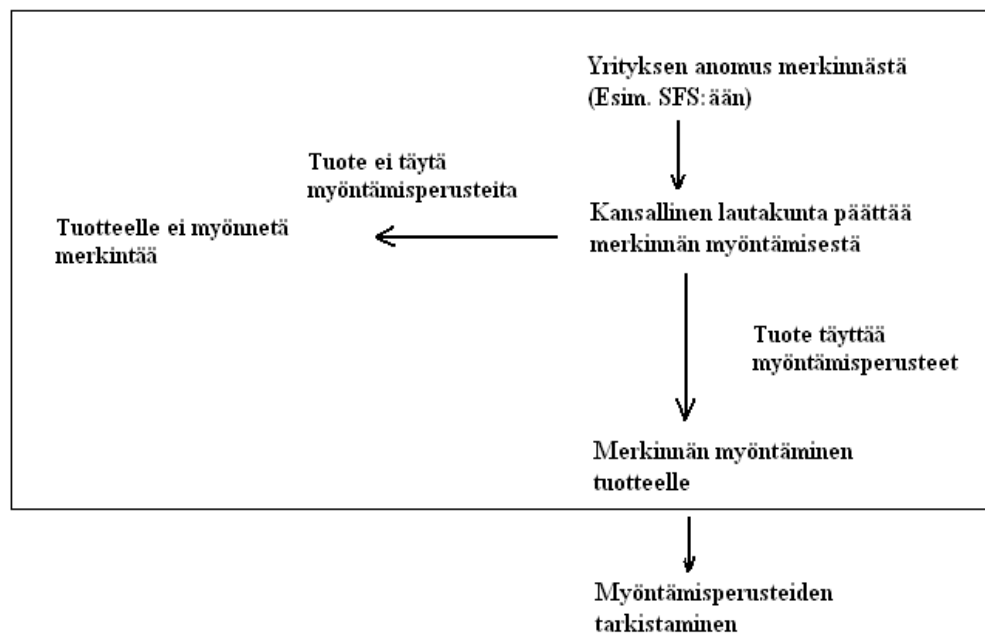 Yrityksen anomus merkinnästä
(Esim. SFS:ään)
Tuote ei täytä
myöntämisperusteita
Kansallinen lautakunta päättää
merkinnän myöntämisestä
Tuotteelle ei myönnetä
merkintää
Tuote täyttää
myöntämisperusteet
Merkinnän myöntäminen
tuotteelle
Myöntämisperusteiden
tarkistaminen